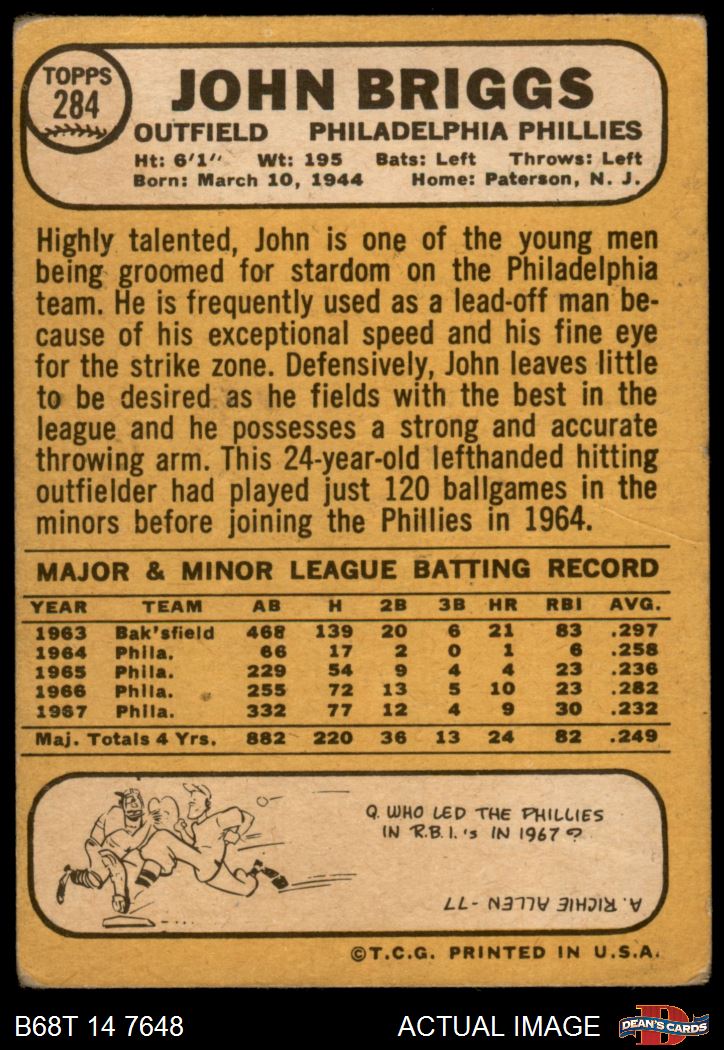 TOPPS
284
JOHN BRIGGS
OUTFIELD PHILADELPHIA PHILLIES
Ht: 6'1" Wt: 195 Bats: Left Throws: Left
Born: March 10, 1944 Home: Paterson, N. J.
Highly talented, John is one of the young men
being groomed for stardom on the Philadelphia
team. He is frequently used as a lead-off man be-
cause of his exceptional speed and his fine eye
for the strike zone. Defensively, John leaves little
to be desired as he fields with the best in the
league and he possesses a strong and accurate
throwing arm. This 24-year-old lefthanded hitting
outfielder had played just 120 ballgames in the
minors before joining the Phillies in 1964.
MAJOR & MINOR LEAGUE BATTING RECORD
YEAR TEAM AB H 2B 3B HR RBI AVG.
1963 Bak'sfield 468 139 20 6 21 83 .297
1964 Phila. 66 17 2 0 1 6 .258
1965 Phila. 229 54 9 4 4 23 .236
1966 Phila. 255 72 13 5 10 23 .282
1967 Phila. 332 77 12 4 9 30 .232
Maj. Totals 4 Yrs. 882 220 36 13 24 82 .249
Q. WHO LED THE PHILLIES
IN R.B.I.'s IN 1967?
A. RICHIE ALLEN - 77
©T.C.G. PRINTED IN U.S.A.
B68T 14 7648 ACTUAL IMAGE DEAN'S CARDS